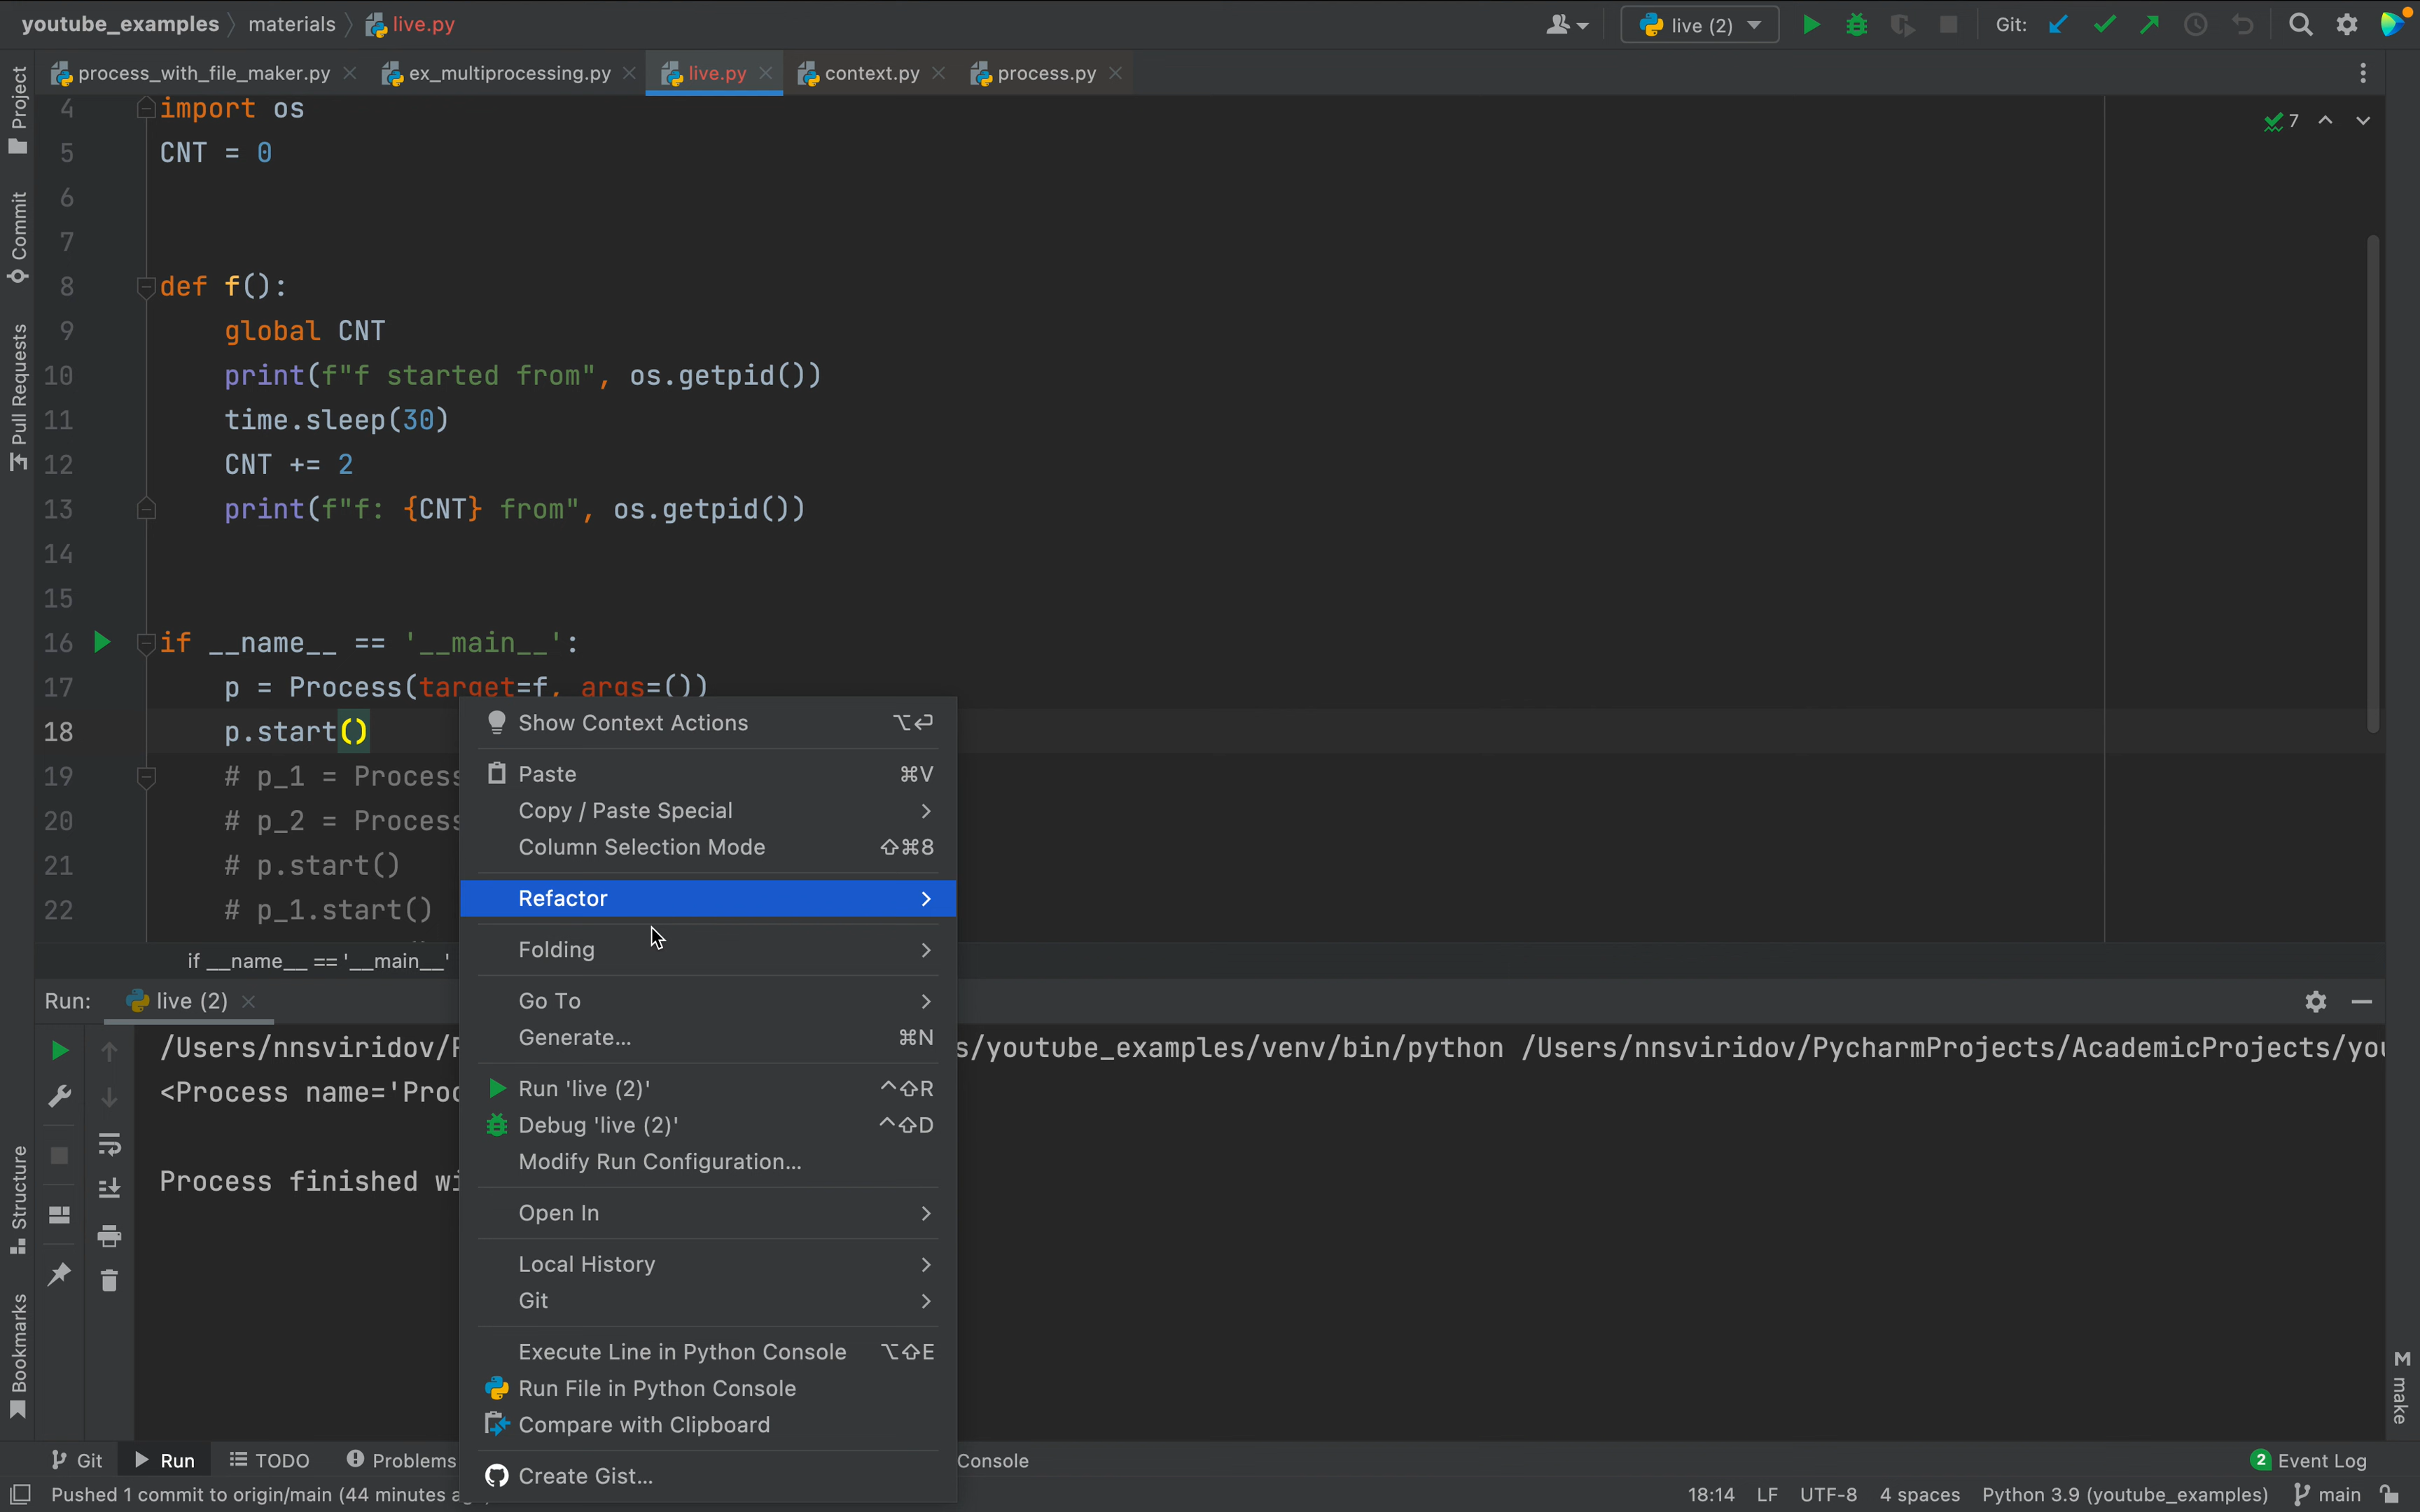 youtube_examples materials live.py
live (2) Git:
process_with_file_maker.py ex_multiprocessing.py live.py context.py process.py
Project
Commit
Pull Requests
Structure
Bookmarks
7
4 import os
5 CNT = 0
6
7
8 def f():
9 global CNT
10 print(f"f started from", os.getpid())
11 time.sleep(30)
12 CNT += 2
13 print(f"f: {CNT} from", os.getpid())
14
15
16 if __name__ == '__main__':
17 p = Process(target=f, args=())
18 p.start()
19 # p_1 = Process
20 # p_2 = Process
21 # p.start()
22 # p_1.start()
if __name__ == '__main__'
Show Context Actions ⌥↩
Paste ⌘V
Copy / Paste Special
Column Selection Mode ⇧⌘8
Refactor
Folding
Go To
Generate... ⌘N
Run 'live (2)' ^⇧R
Debug 'live (2)' ^⇧D
Modify Run Configuration...
Open In
Local History
Git
Execute Line in Python Console ⌥⇧E
Run File in Python Console
Compare with Clipboard
Create Gist...
Run: live (2)
/Users/nnsviridov/ s/youtube_examples/venv/bin/python /Users/nnsviridov/PycharmProjects/AcademicProjects/you
<Process name='Proc
Process finished wi
make
Git Run TODO Problems Console 2 Event Log
Pushed 1 commit to origin/main (44 minutes 18:14 LF UTF-8 4 spaces Python 3.9 (youtube_examples) main